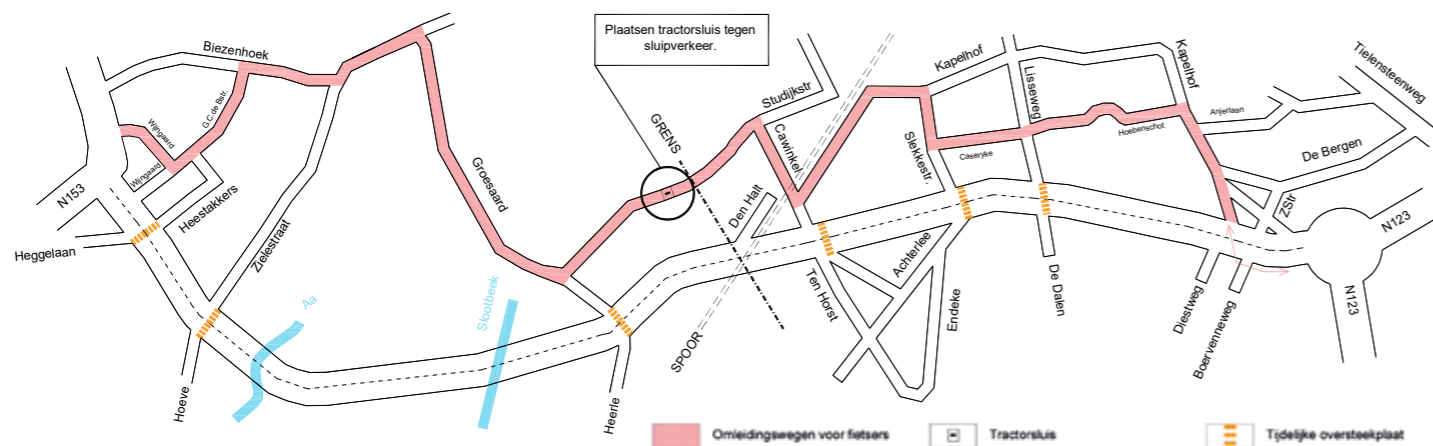 Plaatsen tractorsluis tegen
sluipverkeer.
Biezenhoek
G.C.de Bstr.
Wijngaard
Wijngaard
N153
Heestakkers
Heggelaan
Zielestraat
Aa
Hoeve
Groesaard
Slootbeek
Heerle
GRENS
SPOOR
Studijkstr
Cawinkel
Den Halt
Ten Horst
Achterlee
Endeke
Kapelhof
Slekkestr.
Caseryke
Lisseweg
De Dalen
Hoebenschot
Kapelhof
Anjerlaan
Tielensteenweg
De Bergen
ZStr
Diestweg
Boervenneweg
N123
N123
Omleidingswegen voor fietsers
Tractorsluis
Tijdelijke oversteekplaat